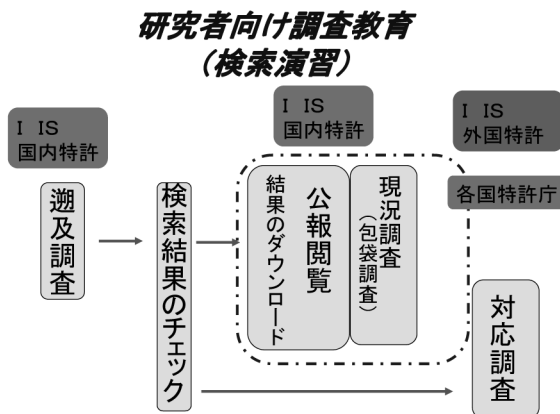 研究者向け調査教育
（検索演習）
I IS
国内特許
遡及調査
検索結果のチェック
I IS
国内特許
公報閲覧
結果のダウンロード
現況調査
（包袋調査）
I IS
外国特許
各国特許庁
対応調査